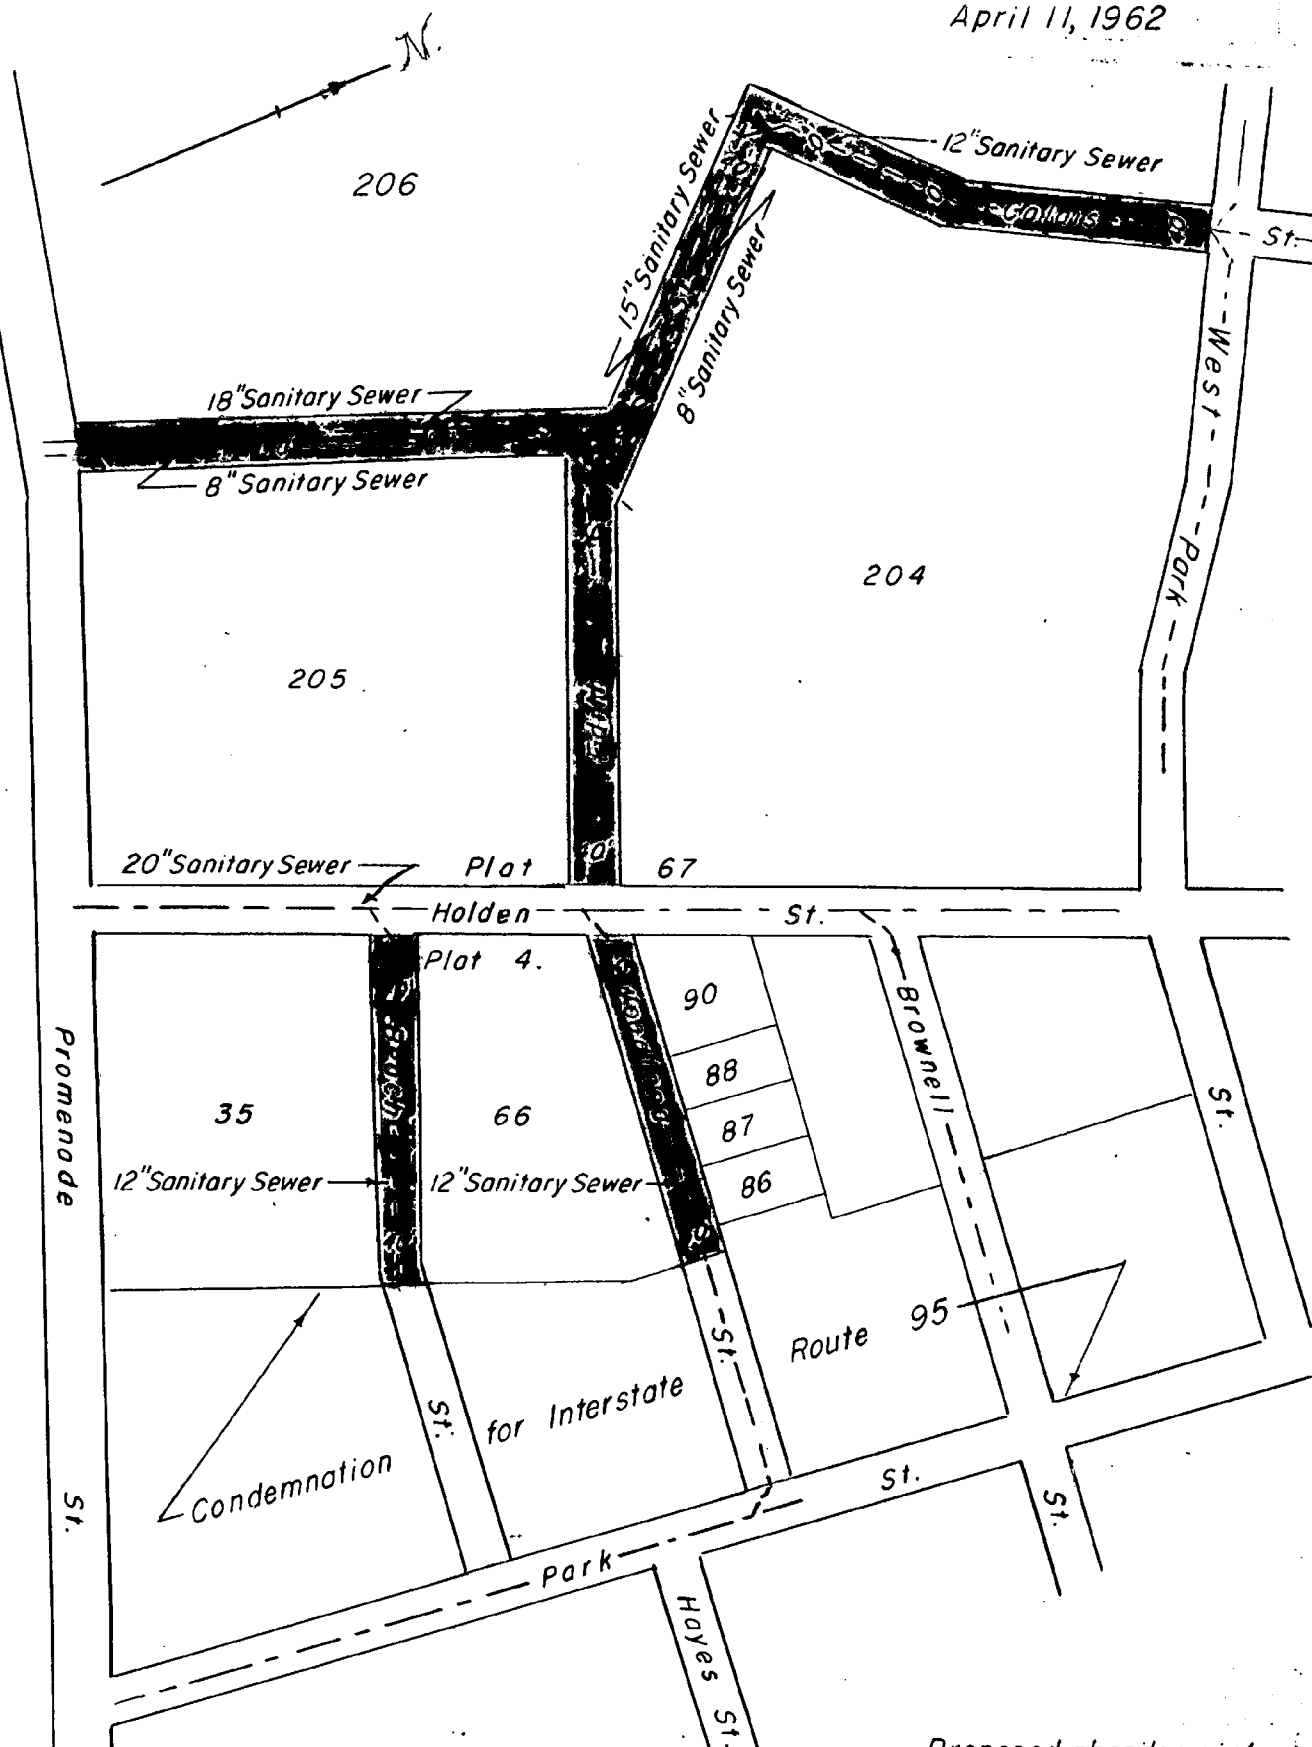 April 11, 1962
N.
206
15" Sanitary Sewer
12" Sanitary Sewer
8" Sanitary Sewer
St.
West
Park
18" Sanitary Sewer
8" Sanitary Sewer
204
205
20" Sanitary Sewer
Plat 67
Holden St.
Plat 4.
90
88
87
86
Brownell
St.
35
66
12" Sanitary Sewer
12" Sanitary Sewer
Promenade
St.
Condemnation for Interstate Route 95
St.
St.
Park St.
St.
Hayes St.